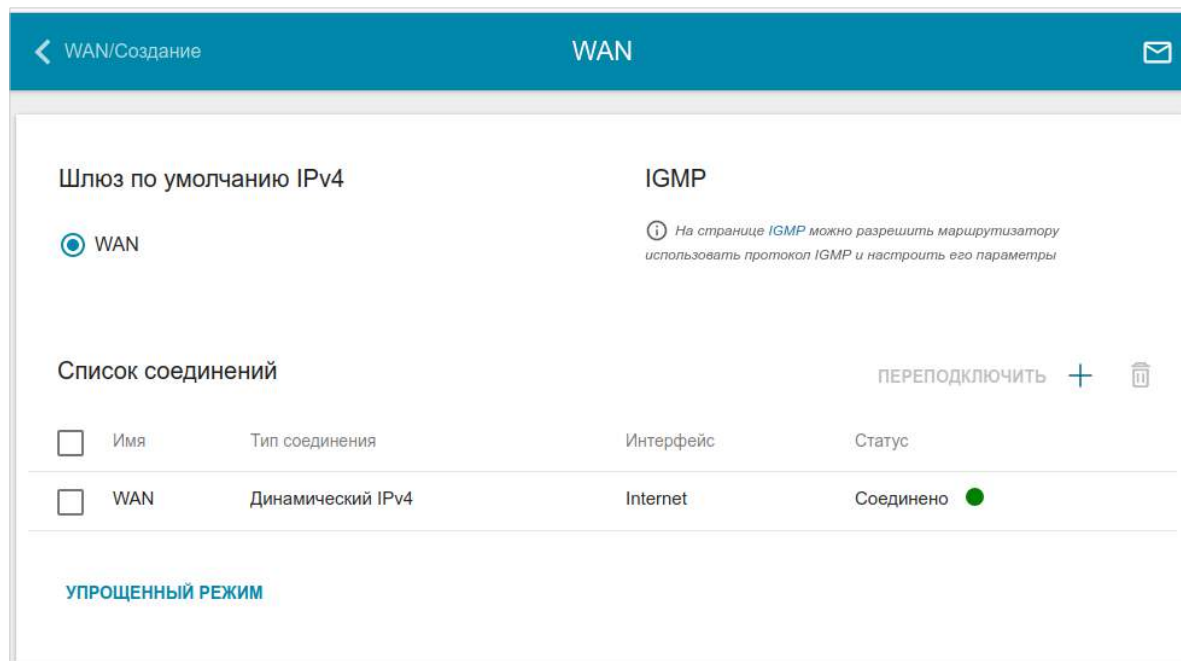 WAN/Создание
WAN
Шлюз по умолчанию IPv4
WAN
IGMP
На странице IGMP можно разрешить маршрутизатору
использовать протокол IGMP и настроить его параметры
Список соединений
ПЕРЕПОДКЛЮЧИТЬ
Имя Тип соединения Интерфейс Статус
WAN Динамический IPv4 Internet Соединено
УПРОЩЕННЫЙ РЕЖИМ